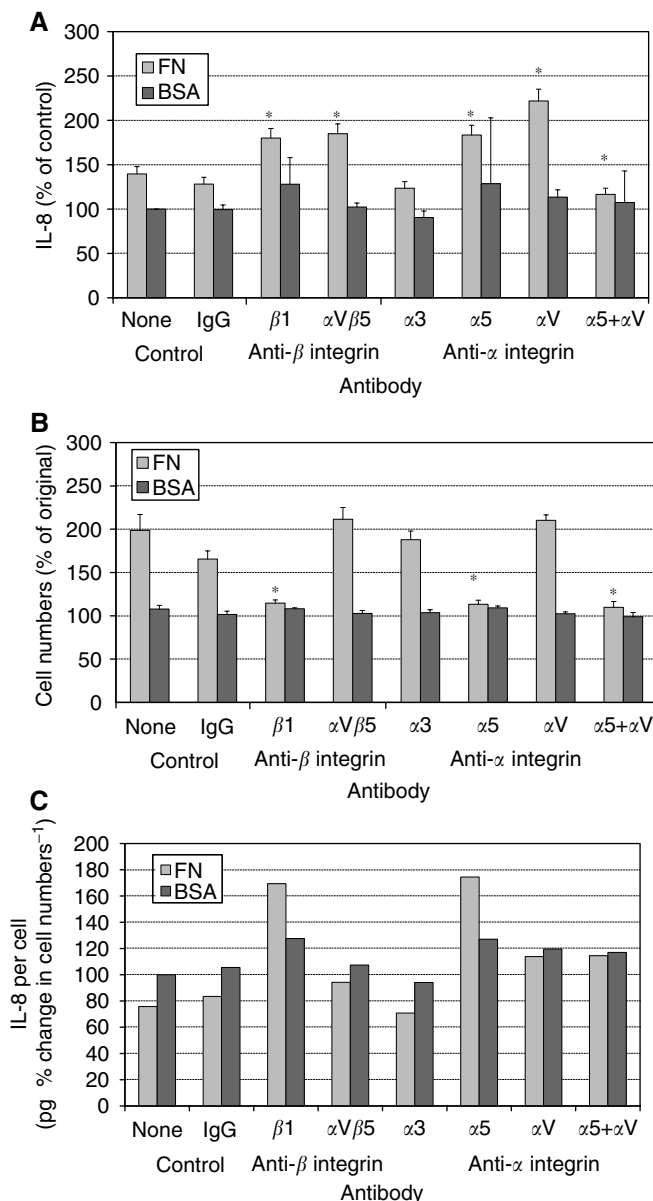 A
IL-8 (% of control)
300
250
200
150
100
50
0
FN
BSA
* * * * *
None IgG β1 αVβ5 α3 α5 αV α5+αV
Control Anti-β integrin Anti-α integrin
Antibody
B
Cell numbers (% of original)
300
250
200
150
100
50
0
FN
BSA
* * *
None IgG β1 αVβ5 α3 α5 αV α5+αV
Control Anti-β integrin Anti-α integrin
Antibody
C
IL-8 per cell
(pg % change in cell numbers⁻¹)
200
180
160
140
120
100
80
60
40
20
0
FN
BSA
None IgG β1 αVβ5 α3 α5 αV α5+αV
Control Anti-β integrin Anti-α integrin
Antibody